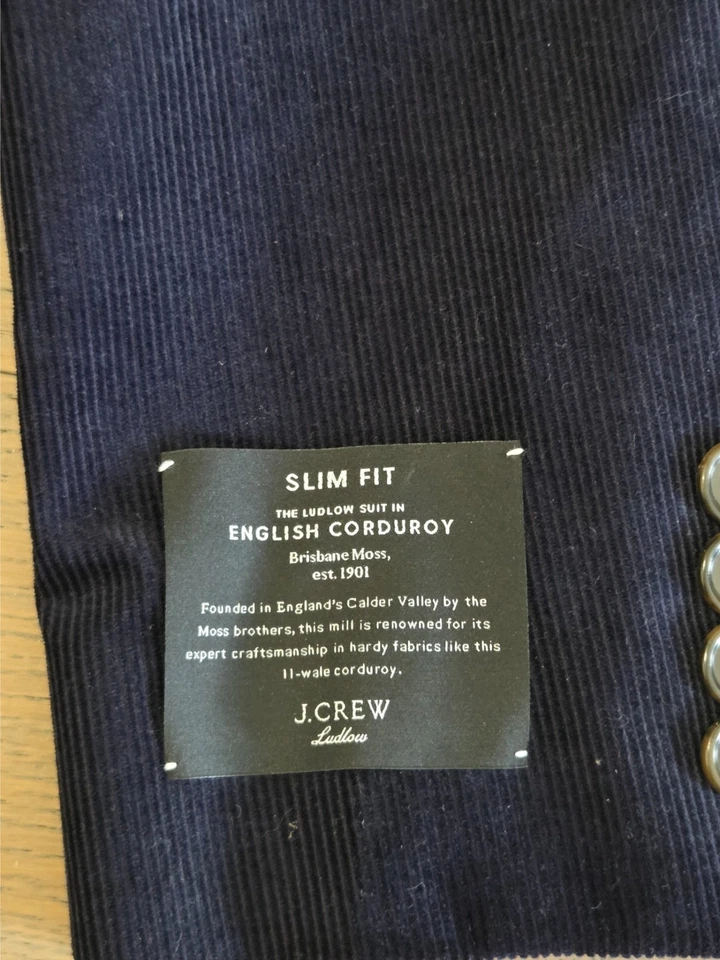 SLIM FIT
THE LUDLOW SUIT IN
ENGLISH CORDUROY
Brisbane Moss,
est. 1901
Founded in England's Calder Valley by the
Moss brothers, this mill is renowned for its
expert craftsmanship in hardy fabrics like this
11-wale corduroy.
J.CREW
Ludlow